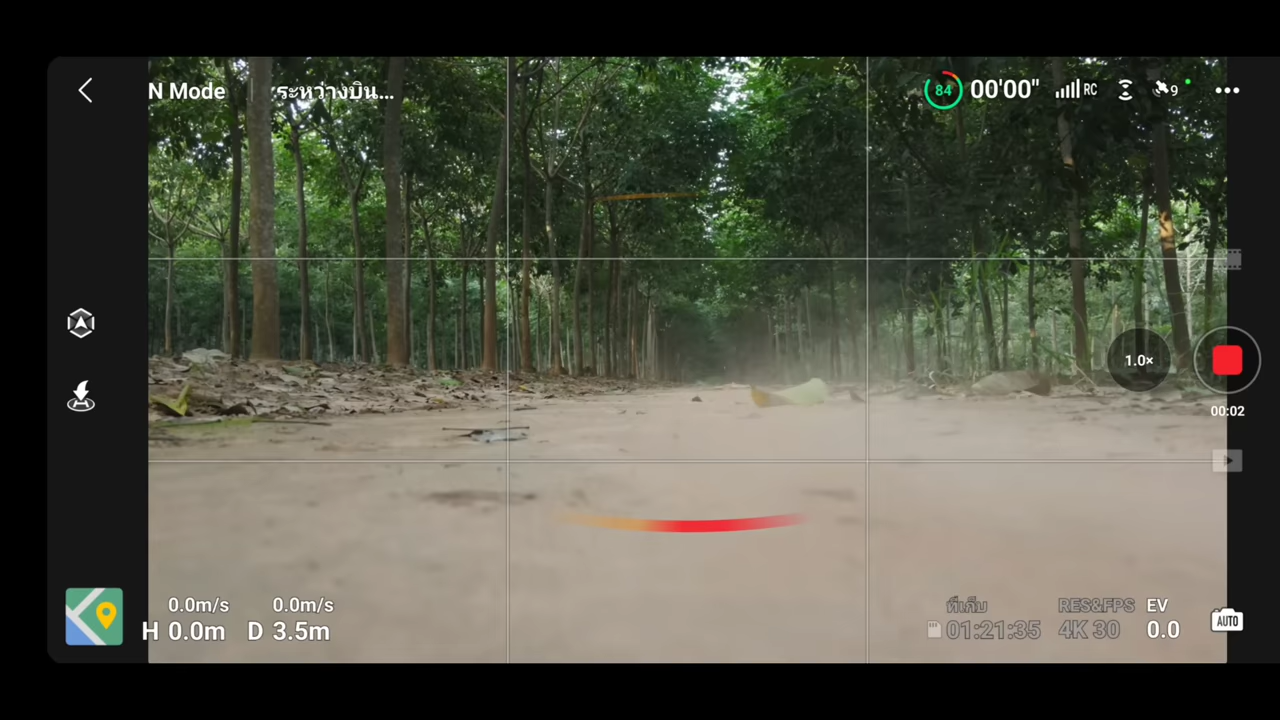 N Mode
ระหว่างบิน...
84
00'00"
RC
9
1.0×
00:02
0.0m/s
0.0m/s
H 0.0m
D 3.5m
ที่เก็บ
01:21:35
RES&FPS
4K 30
EV
0.0
AUTO